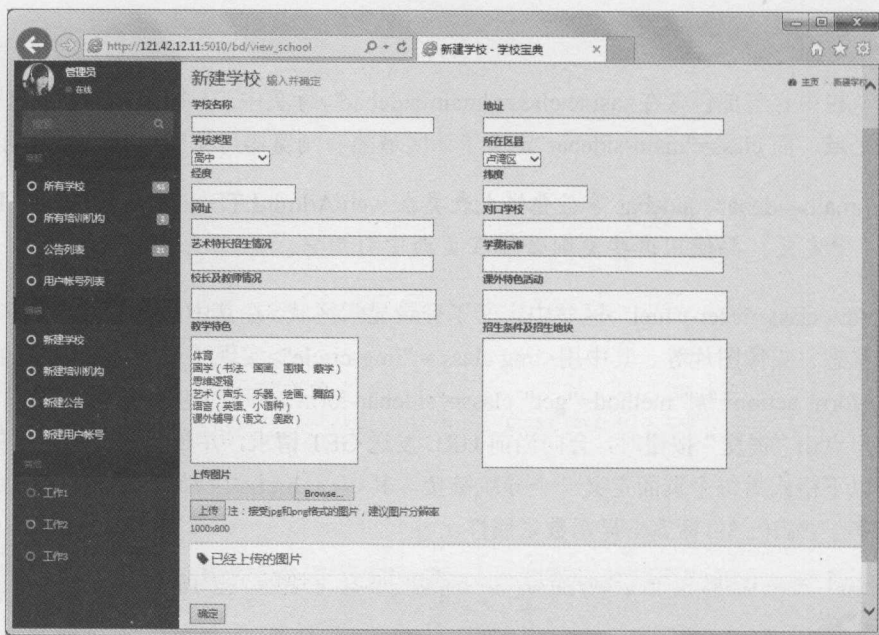 http://121.42.12.11:5010/bd/view_school
新建学校 - 学校宝典
管理员
在线
搜索
所有学校
所有培训机构 2
公告列表 21
用户帐号列表
新建学校
新建培训机构
新建公告
新建用户帐号
工作1
工作2
工作3
新建学校 输入并确定
主页 > 新建学校
学校名称
地址
学校类型
所在区县
高中
卢湾区
经度
纬度
网址
对口学校
艺术特长招生情况
学费标准
校长及教师情况
课外特色活动
教学特色
招生条件及招生地块
体育
国学（书法、国画、围棋、蔡学）
思维逻辑
艺术（声乐、乐器、绘画、舞蹈）
语言（英语、小语种）
课外辅导（语文、奥数）
上传图片
Browse...
上传 注：接受jpg和png格式的图片，建议图片分解率
1000x800
已经上传的图片
确定